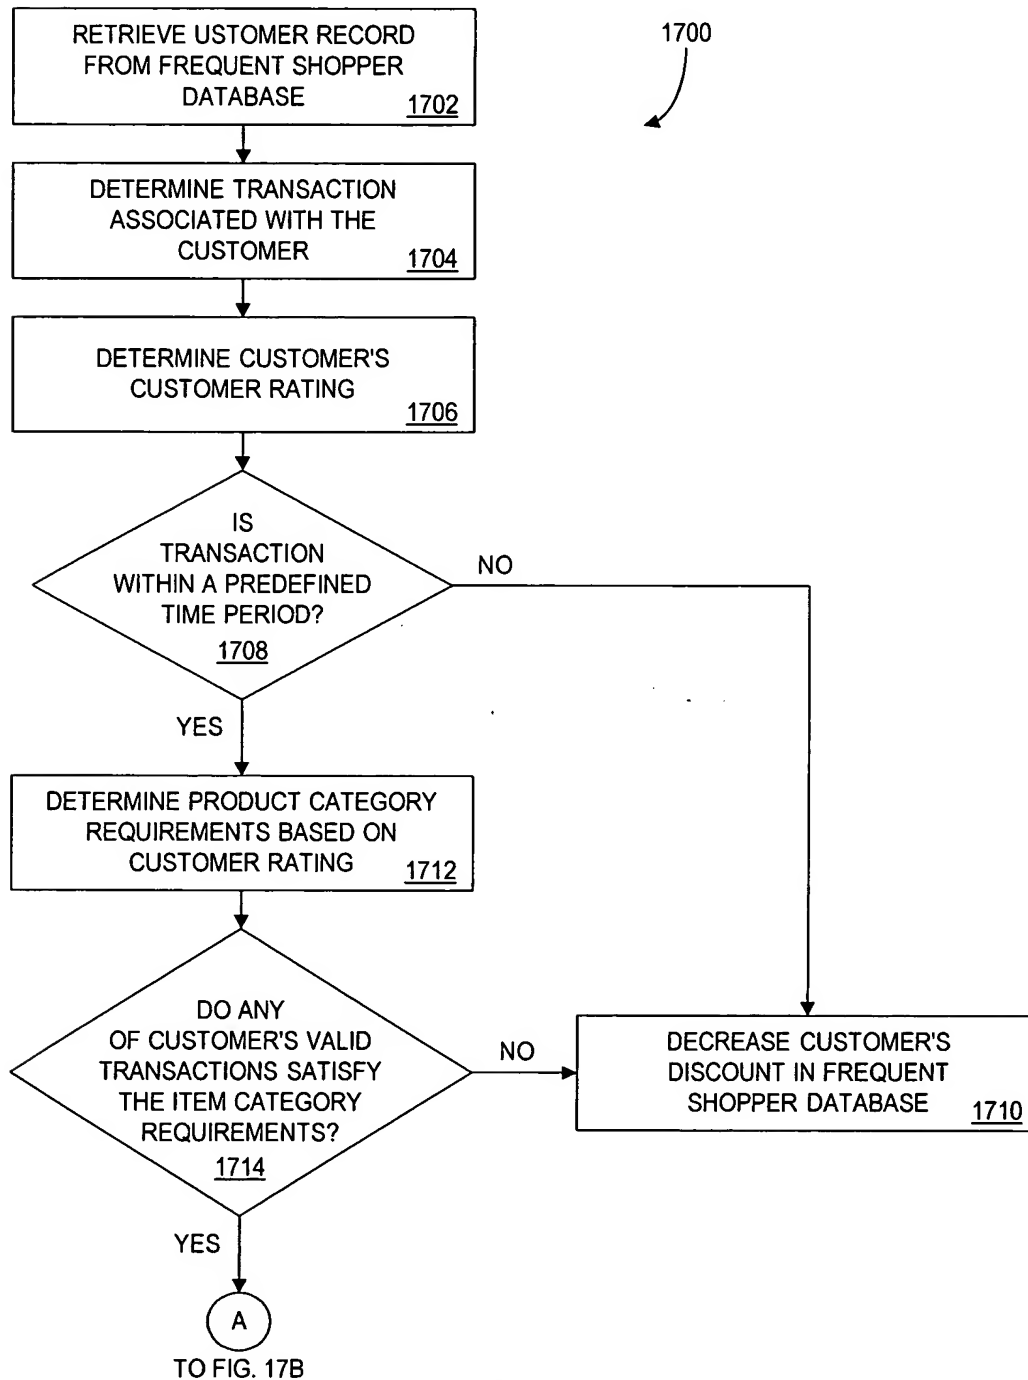 RETRIEVE USTOMER RECORD
FROM FREQUENT SHOPPER
DATABASE
1702
1700
DETERMINE TRANSACTION
ASSOCIATED WITH THE
CUSTOMER
1704
DETERMINE CUSTOMER'S
CUSTOMER RATING
1706
IS
TRANSACTION
WITHIN A PREDEFINED
TIME PERIOD?
1708
NO
YES
DETERMINE PRODUCT CATEGORY
REQUIREMENTS BASED ON
CUSTOMER RATING
1712
DO ANY
OF CUSTOMER'S VALID
TRANSACTIONS SATISFY
THE ITEM CATEGORY
REQUIREMENTS?
1714
NO
DECREASE CUSTOMER'S
DISCOUNT IN FREQUENT
SHOPPER DATABASE
1710
YES
A
TO FIG. 17B